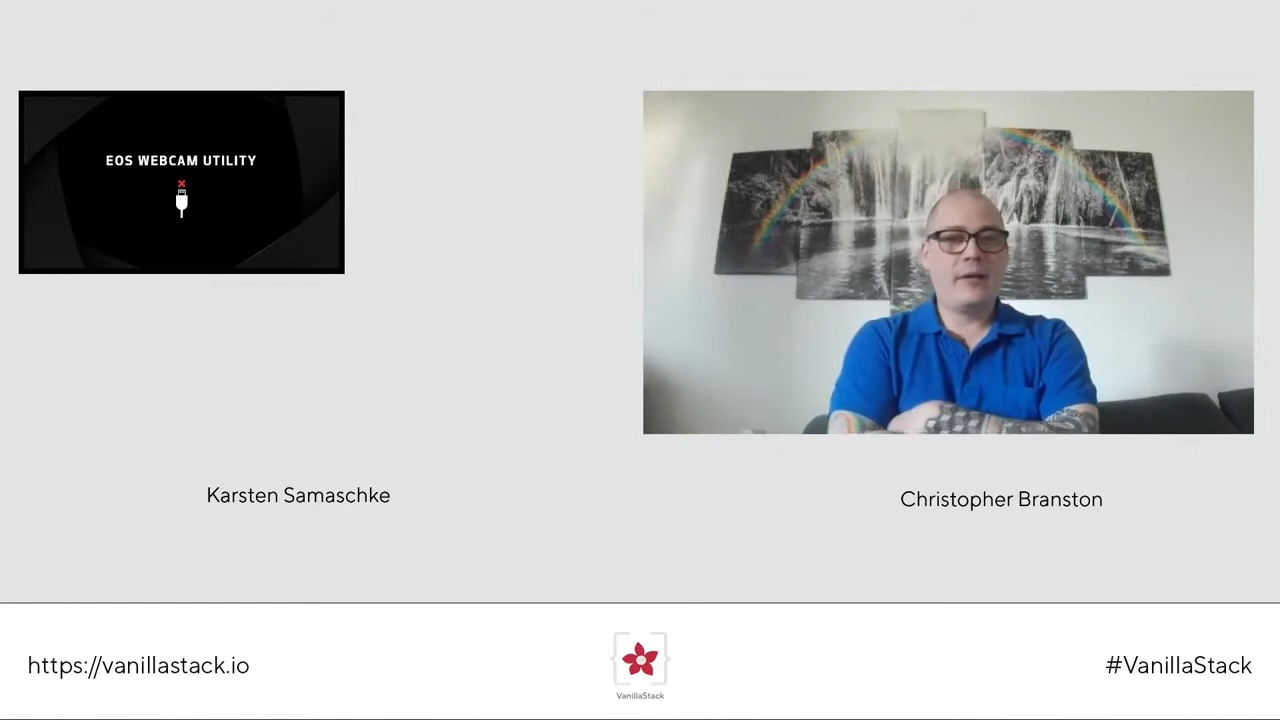 EOS WEBCAM UTILITY
Karsten Samaschke
Christopher Branston
https://vanillastack.io
VanillaStack
#VanillaStack